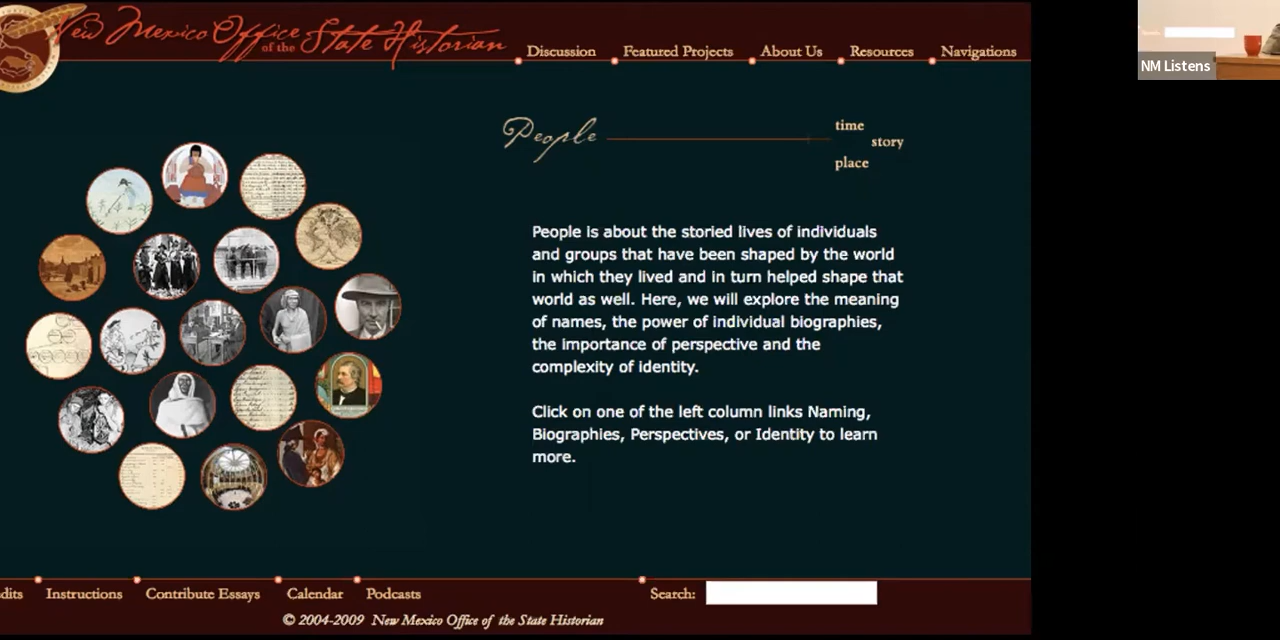 New Mexico Office of the State Historian
Discussion Featured Projects About Us Resources Navigations
NM Listens
People
time
story
place
People is about the storied lives of individuals
and groups that have been shaped by the world
in which they lived and in turn helped shape that
world as well. Here, we will explore the meaning
of names, the power of individual biographies,
the importance of perspective and the
complexity of identity.
Click on one of the left column links Naming,
Biographies, Perspectives, or Identity to learn
more.
dits Instructions Contribute Essays Calendar Podcasts Search:
© 2004-2009 New Mexico Office of the State Historian